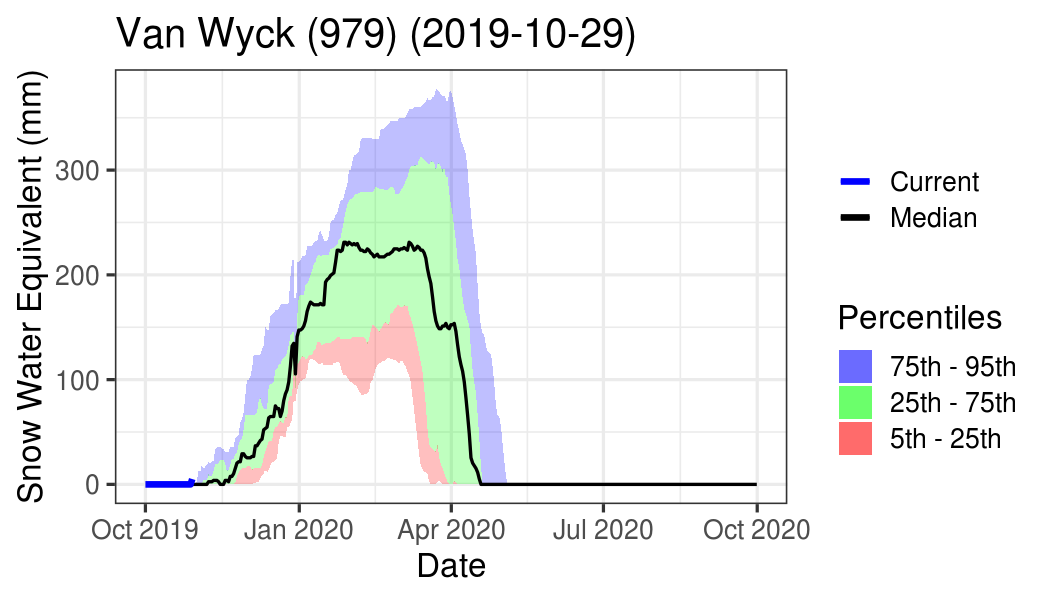 Van Wyck (979) (2019-10-29)
Snow Water Equivalent (mm)
300
200
100
0
Oct 2019
Jan 2020
Apr 2020
Jul 2020
Oct 2020
Date
Current
Median
Percentiles
75th - 95th
25th - 75th
5th - 25th